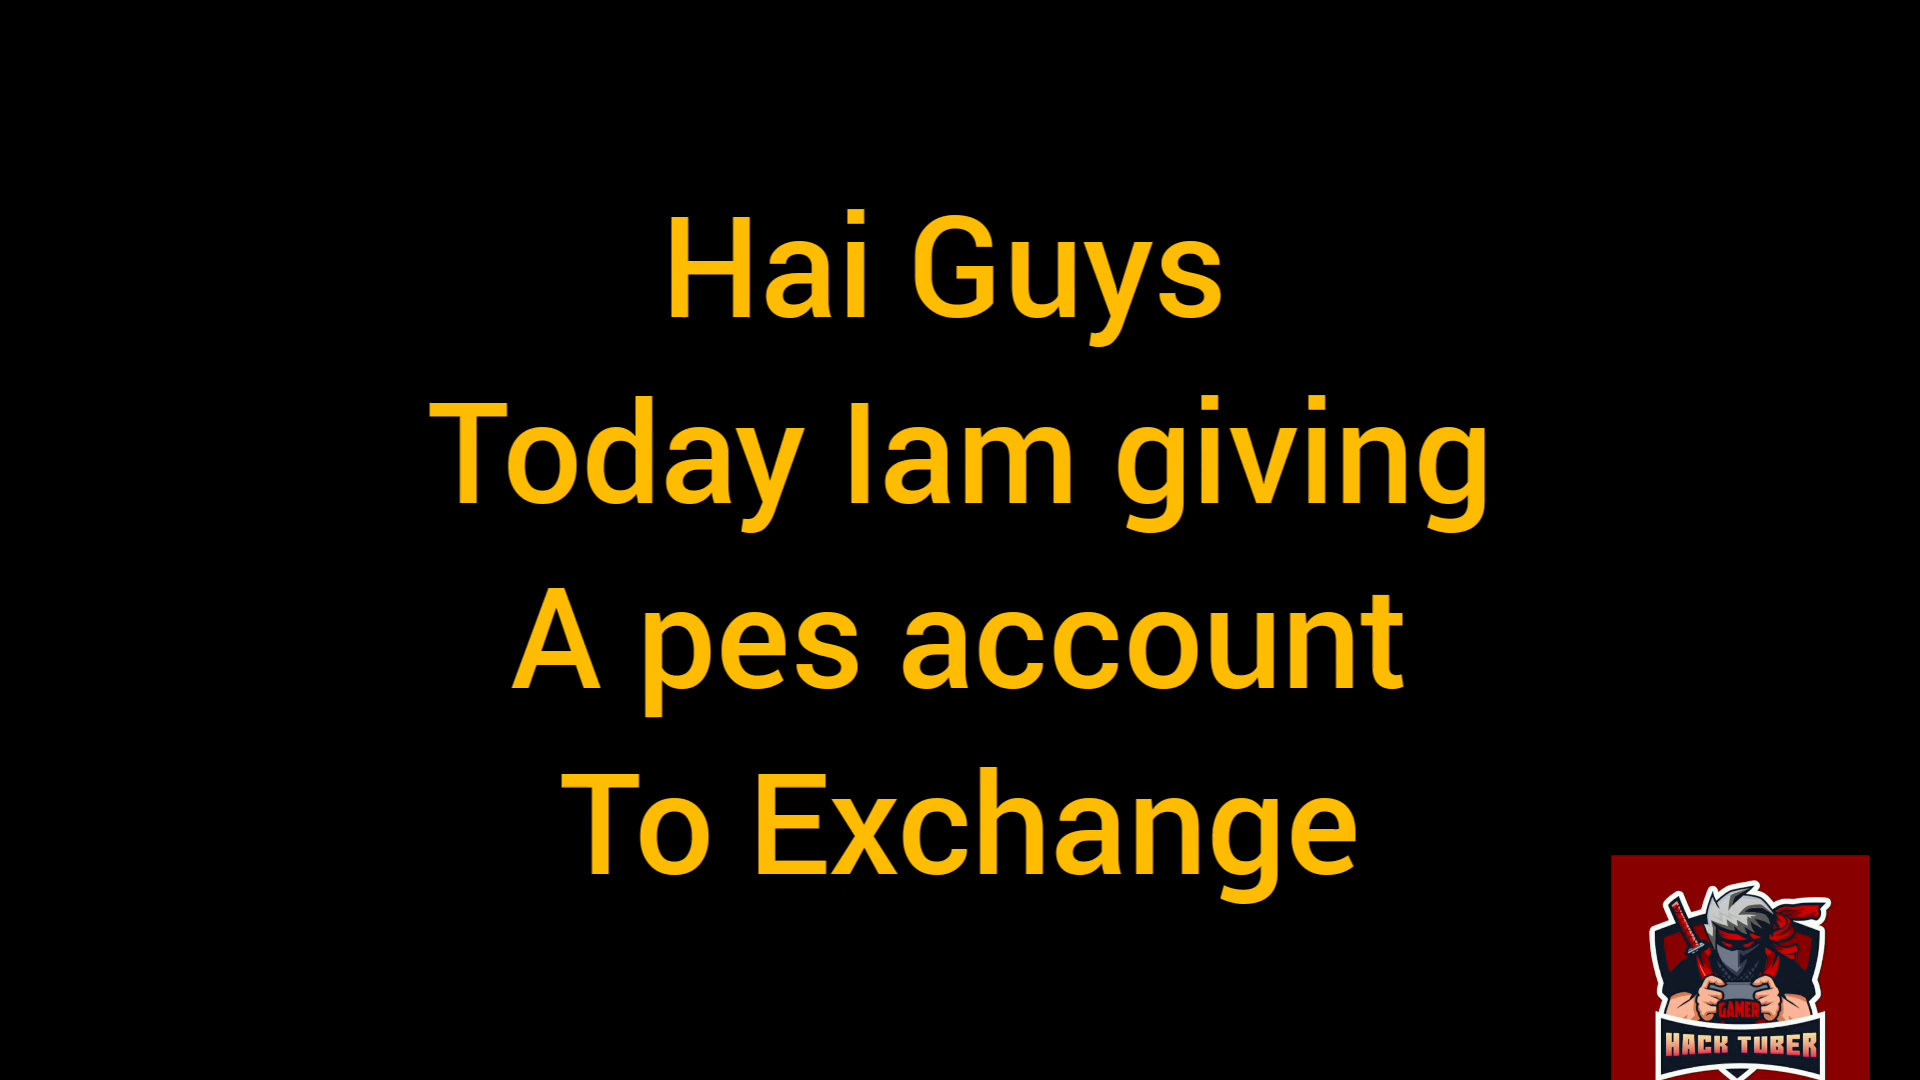 Hai Guys
Today Iam giving
A pes account
To Exchange
GAMER
HACK TUBER